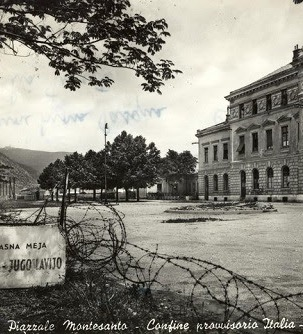 ASNA MEJA
- JUGOSLAVIJO
Piazzale Montesanto - Confine provvisorio Italia-